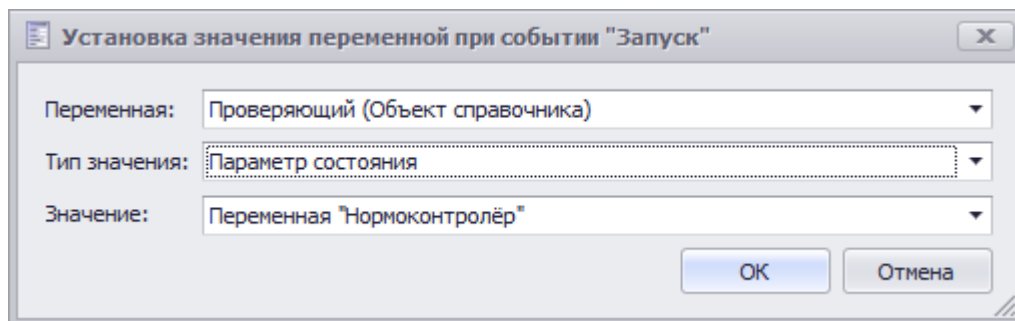 Установка значения переменной при событии "Запуск"
Переменная: Проверяющий (Объект справочника)
Тип значения: Параметр состояния
Значение: Переменная "Нормоконтролёр"
ОК Отмена